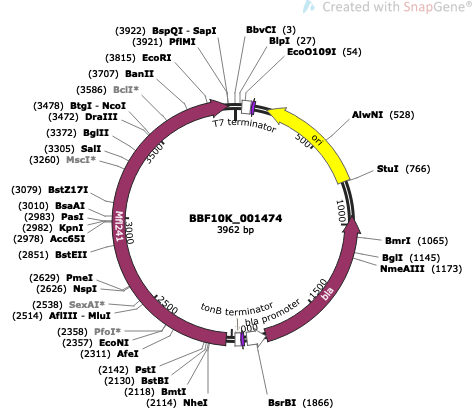 Created with SnapGene®
(3922) BspQI - SapI
(3921) PflMI
(3815) EcoRI
(3707) BanII
(3586) BclI*
(3478) BtgI - NcoI
(3472) DraIII
(3372) BglII
(3305) SalI
(3260) MscI*
(3079) BstZ17I
(3010) BsaAI
(2983) PasI
(2982) KpnI
(2978) Acc65I
(2851) BstEII
(2629) PmeI
(2626) NspI
(2538) SexAI*
(2514) AflIII - MluI
(2358) PfoI*
(2357) EcoNI
(2311) AfeI
(2142) PstI
(2130) BstBI
(2118) BmtI
(2114) NheI
BbvCI (3)
BlpI (27)
EcoO109I (54)
AlwNI (528)
StuI (766)
BmrI (1065)
BglI (1145)
NmeAIII (1173)
BsrBI (1866)
T7 terminator
ori
500
1000
1500
2500
3000
3500
Mfl241
BBF10K_001474
3962 bp
bla
tonB terminator
bla promoter